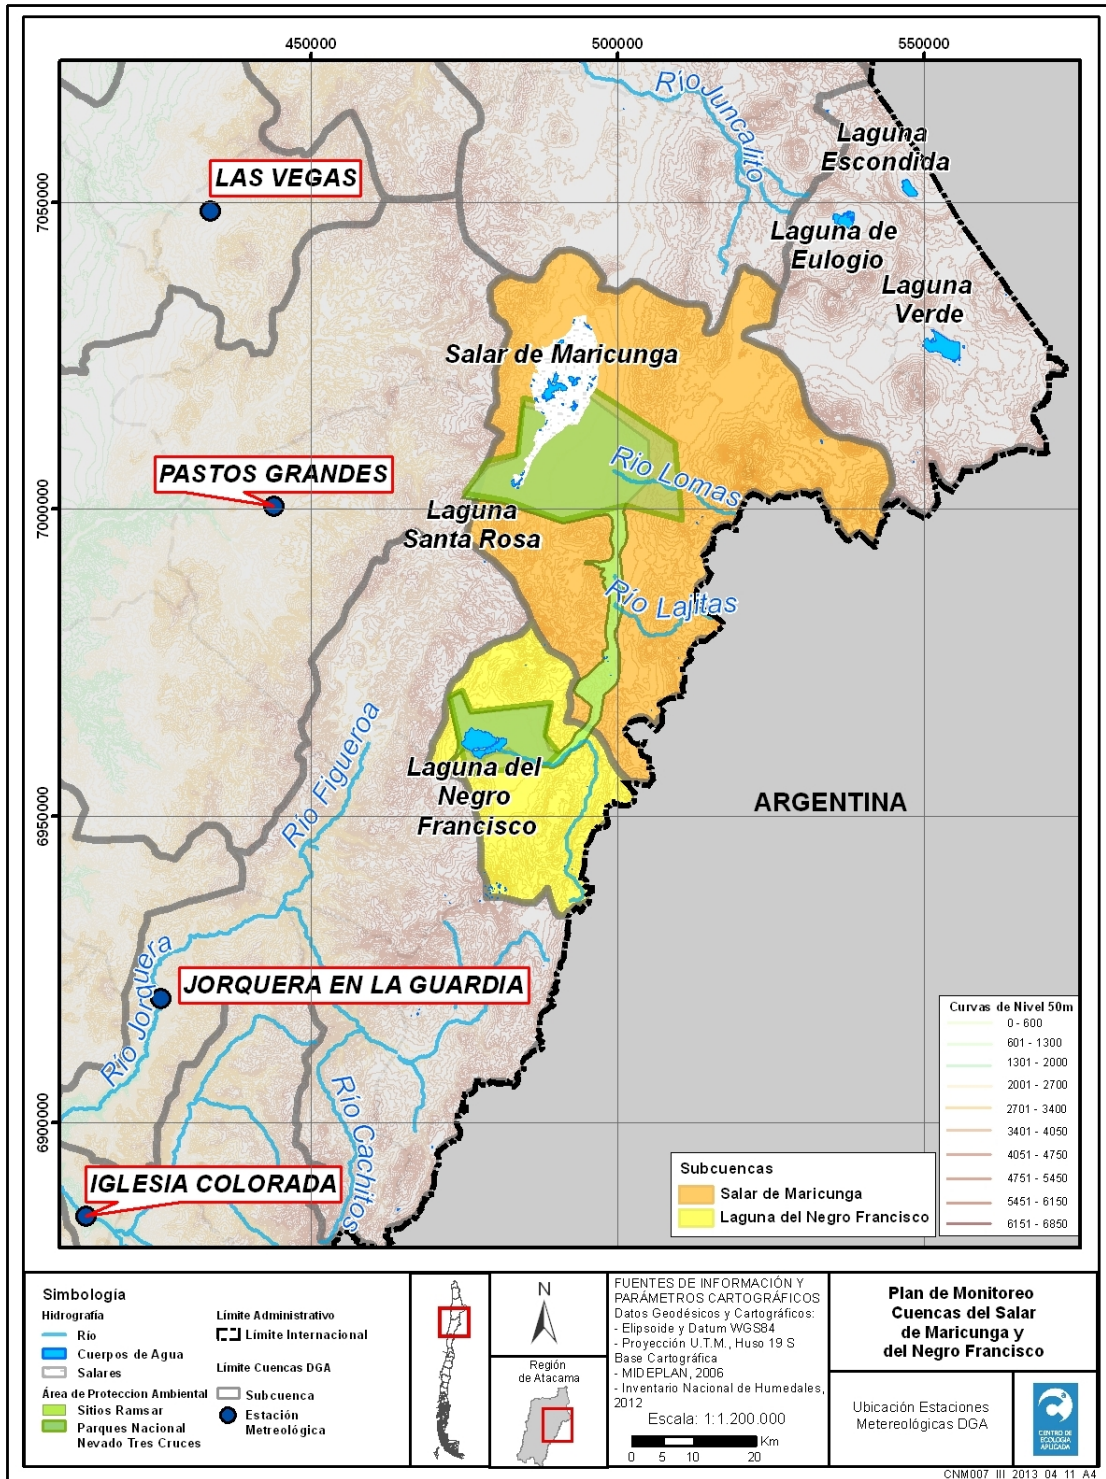 450000
500000
550000
7050000
7000000
6950000
6900000
Río Juncalito
Laguna
Escondida
LAS VEGAS
Laguna de
Eulogio
Laguna
Verde
Salar de Maricunga
PASTOS GRANDES
Rio Lomas
Laguna
Santa Rosa
Río Lajitas
Río Figueroa
Laguna del
Negro
Francisco
ARGENTINA
Río Jorquera
JORQUERA EN LA GUARDIA
Río Cachitos
IGLESIA COLORADA
Curvas de Nivel 50m
0 - 600
601 - 1300
1301 - 2000
2001 - 2700
2701 - 3400
3401 - 4050
4051 - 4750
4751 - 5450
5451 - 6150
6151 - 6850
Subcuencas
Salar de Maricunga
Laguna del Negro Francisco
Simbología
Hidrografía
Río
Cuerpos de Agua
Salares
Área de Proteccion Ambiental
Sitios Ramsar
Parques Nacional
Nevado Tres Cruces
Límite Administrativo
Límite Internacional
Límite Cuencas DGA
Subcuenca
Estación
Metreológica
N
Región
de Atacama
FUENTES DE INFORMACIÓN Y
PARÁMETROS CARTOGRÁFICOS
Datos Geodésicos y Cartográficos:
- Elipsoide y Datum WGS84
- Proyección U.T.M., Huso 19 S
Base Cartográfica
- MIDEPLAN, 2006
- Inventario Nacional de Humedales,
2012
Escala: 1:1.200.000
Km
0 5 10 20
Plan de Monitoreo
Cuencas del Salar
de Maricunga y
del Negro Francisco
Ubicación Estaciones
Metereológicas DGA
CENTRO DE
ECOLOGÍA
APLICADA
CNM007_III_2013_04_11_A4